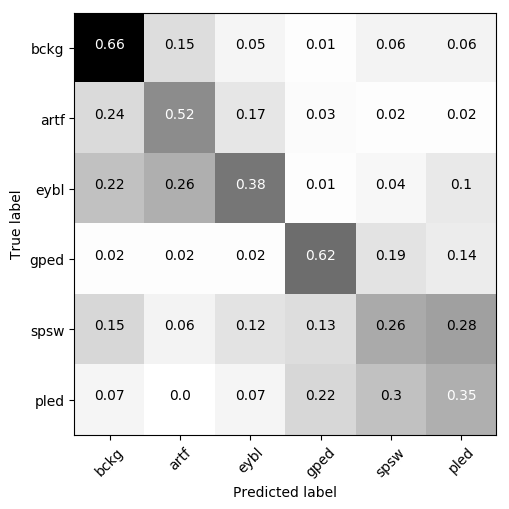 True label
bckg 0.66 0.15 0.05 0.01 0.06 0.06
artf 0.24 0.52 0.17 0.03 0.02 0.02
eybl 0.22 0.26 0.38 0.01 0.04 0.1
gped 0.02 0.02 0.02 0.62 0.19 0.14
spsw 0.15 0.06 0.12 0.13 0.26 0.28
pled 0.07 0.0 0.07 0.22 0.3 0.35
bckg artf eybl gped spsw pled
Predicted label